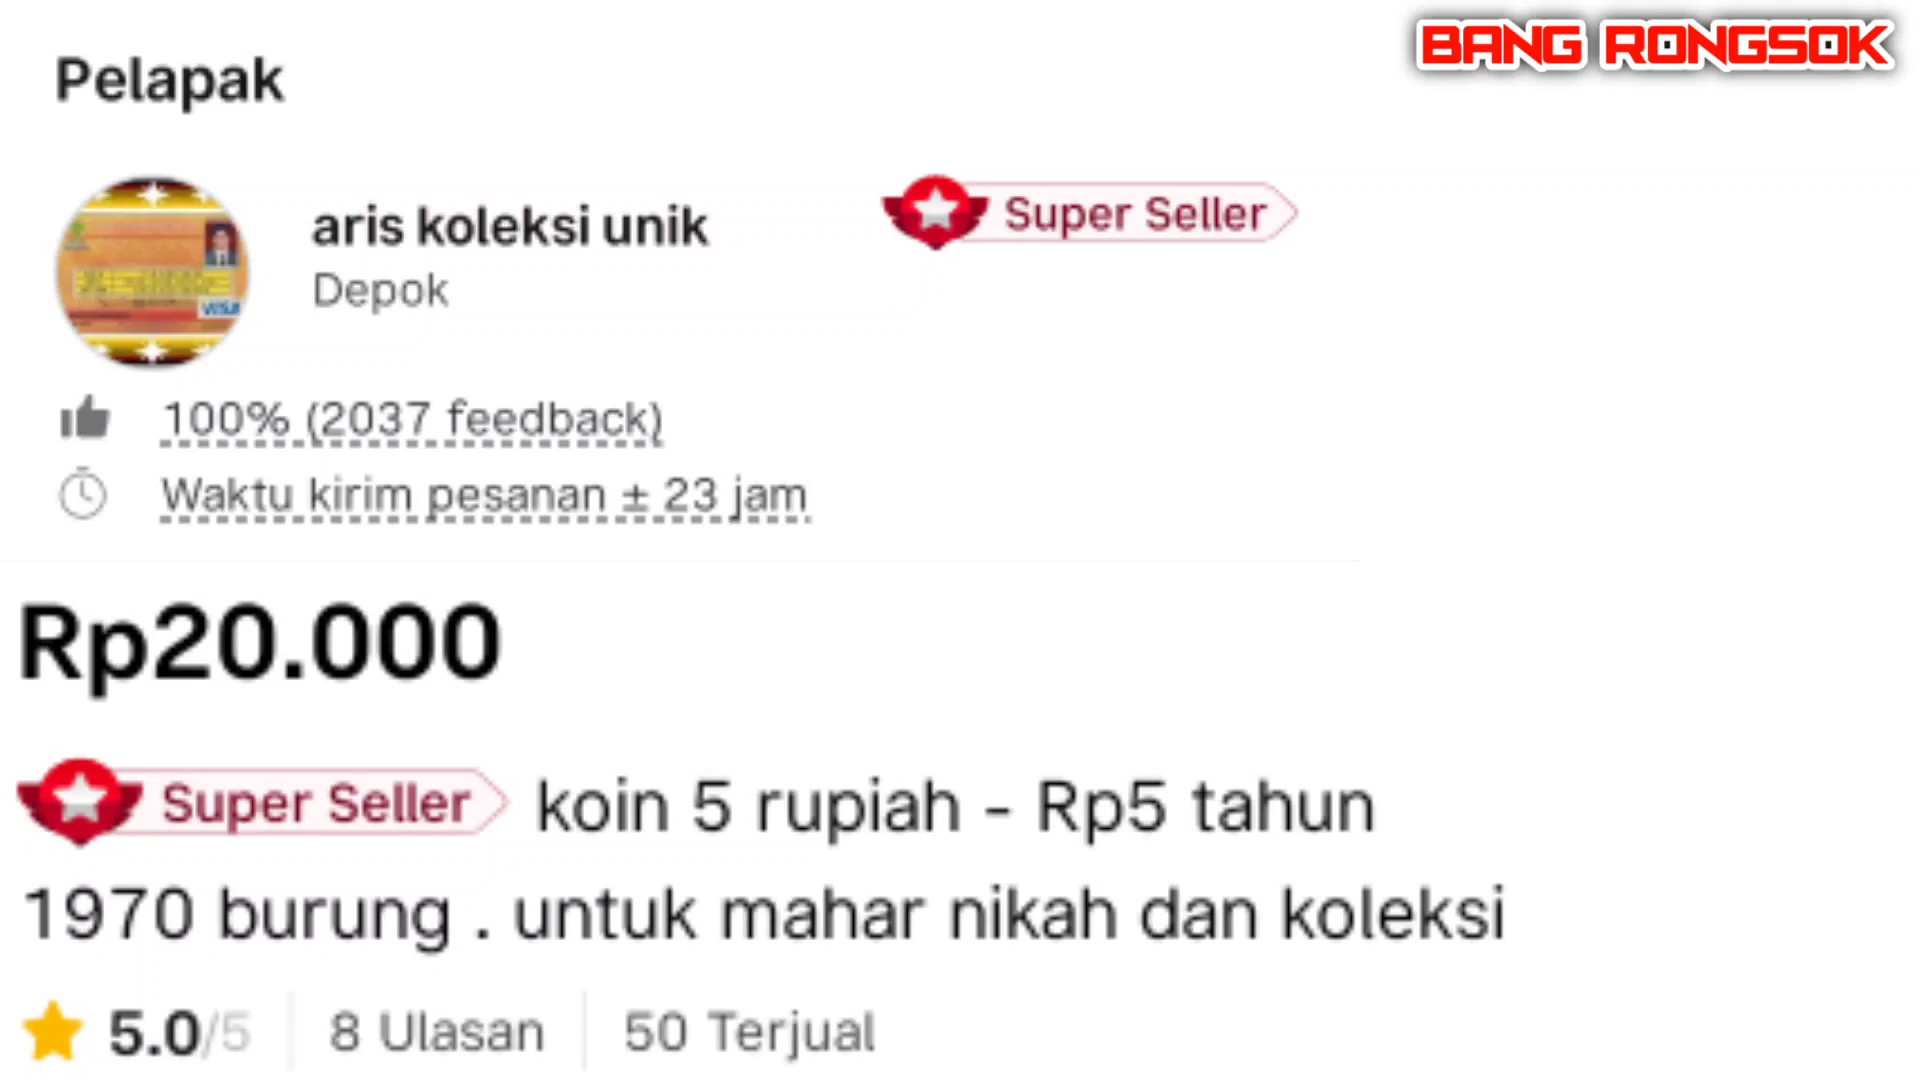 BANG RONGSOK
Pelapak
aris koleksi unik
Super Seller
Depok
VISA
100% (2037 feedback)
Waktu kirim pesanan ± 23 jam
Rp20.000
Super Seller koin 5 rupiah - Rp5 tahun
1970 burung . untuk mahar nikah dan koleksi
5.0/5 8 Ulasan 50 Terjual